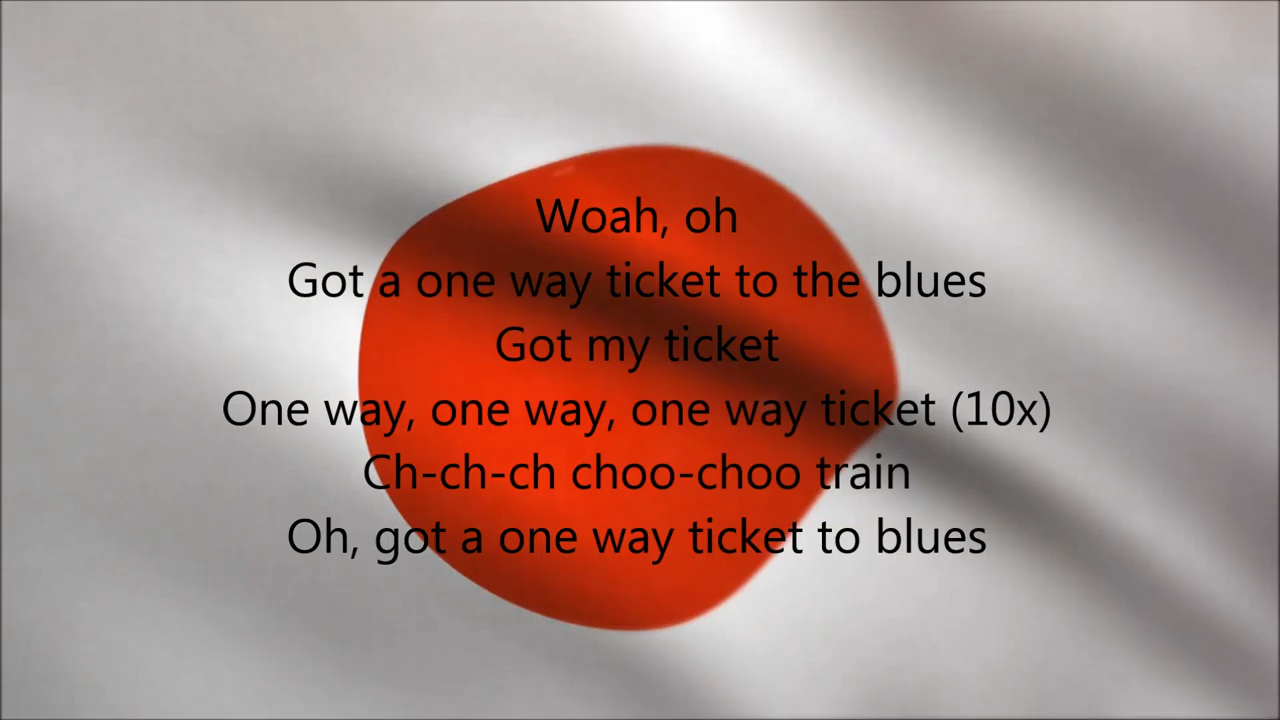 Woah, oh
Got a one way ticket to the blues
Got my ticket
One way, one way, one way ticket (10x)
Ch-ch-ch choo-choo train
Oh, got a one way ticket to blues